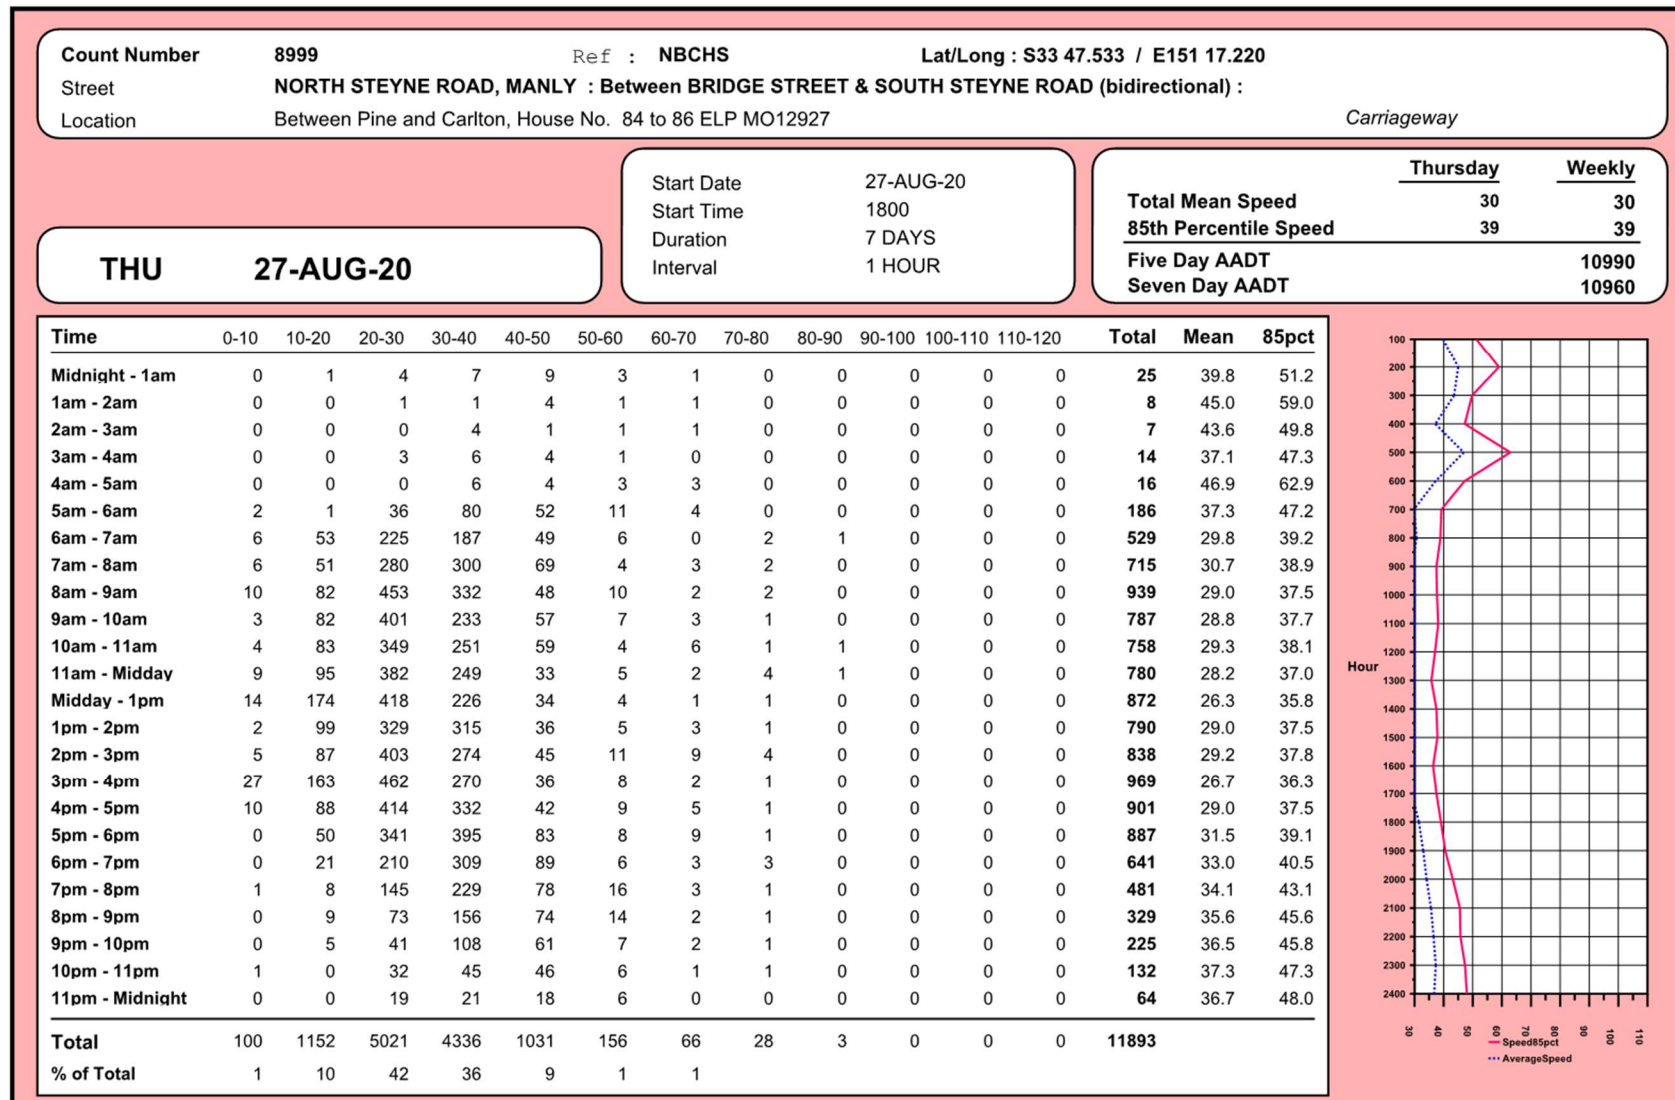 Count Number 8999 Ref : NBCHS Lat/Long : S33 47.533 / E151 17.220
Street NORTH STEYNE ROAD, MANLY : Between BRIDGE STREET & SOUTH STEYNE ROAD (bidirectional) :
Location Between Pine and Carlton, House No. 84 to 86 ELP MO12927 Carriageway
THU 27-AUG-20
Start Date 27-AUG-20
Start Time 1800
Duration 7 DAYS
Interval 1 HOUR
Thursday Weekly
Total Mean Speed 30 30
85th Percentile Speed 39 39
Five Day AADT 10990
Seven Day AADT 10960
Time 0-10 10-20 20-30 30-40 40-50 50-60 60-70 70-80 80-90 90-100 100-110 110-120 Total Mean 85pct
Midnight - 1am 0 1 4 7 9 3 1 0 0 0 0 0 25 39.8 51.2
1am - 2am 0 0 1 1 4 1 1 0 0 0 0 0 8 45.0 59.0
2am - 3am 0 0 0 4 1 1 1 0 0 0 0 0 7 43.6 49.8
3am - 4am 0 0 3 6 4 1 0 0 0 0 0 0 14 37.1 47.3
4am - 5am 0 0 0 6 4 3 3 0 0 0 0 0 16 46.9 62.9
5am - 6am 2 1 36 80 52 11 4 0 0 0 0 0 186 37.3 47.2
6am - 7am 6 53 225 187 49 6 0 2 1 0 0 0 529 29.8 39.2
7am - 8am 6 51 280 300 69 4 3 2 0 0 0 0 715 30.7 38.9
8am - 9am 10 82 453 332 48 10 2 2 0 0 0 0 939 29.0 37.5
9am - 10am 3 82 401 233 57 7 3 1 0 0 0 0 787 28.8 37.7
10am - 11am 4 83 349 251 59 4 6 1 1 0 0 0 758 29.3 38.1
11am - Midday 9 95 382 249 33 5 2 4 1 0 0 0 780 28.2 37.0
Midday - 1pm 14 174 418 226 34 4 1 1 0 0 0 0 872 26.3 35.8
1pm - 2pm 2 99 329 315 36 5 3 1 0 0 0 0 790 29.0 37.5
2pm - 3pm 5 87 403 274 45 11 9 4 0 0 0 0 838 29.2 37.8
3pm - 4pm 27 163 462 270 36 8 2 1 0 0 0 0 969 26.7 36.3
4pm - 5pm 10 88 414 332 42 9 5 1 0 0 0 0 901 29.0 37.5
5pm - 6pm 0 50 341 395 83 8 9 1 0 0 0 0 887 31.5 39.1
6pm - 7pm 0 21 210 309 89 6 3 3 0 0 0 0 641 33.0 40.5
7pm - 8pm 1 8 145 229 78 16 3 1 0 0 0 0 481 34.1 43.1
8pm - 9pm 0 9 73 156 74 14 2 1 0 0 0 0 329 35.6 45.6
9pm - 10pm 0 5 41 108 61 7 2 1 0 0 0 0 225 36.5 45.8
10pm - 11pm 1 0 32 45 46 6 1 1 0 0 0 0 132 37.3 47.3
11pm - Midnight 0 0 19 21 18 6 0 0 0 0 0 0 64 36.7 48.0
Total 100 1152 5021 4336 1031 156 66 28 3 0 0 0 11893
% of Total 1 10 42 36 9 1 1
100
200
300
400
500
600
700
800
900
1000
1100
1200
Hour
1300
1400
1500
1600
1700
1800
1900
2000
2100
2200
2300
2400
30 40 50 60 70 80 90 100 110
Speed85pct
AverageSpeed